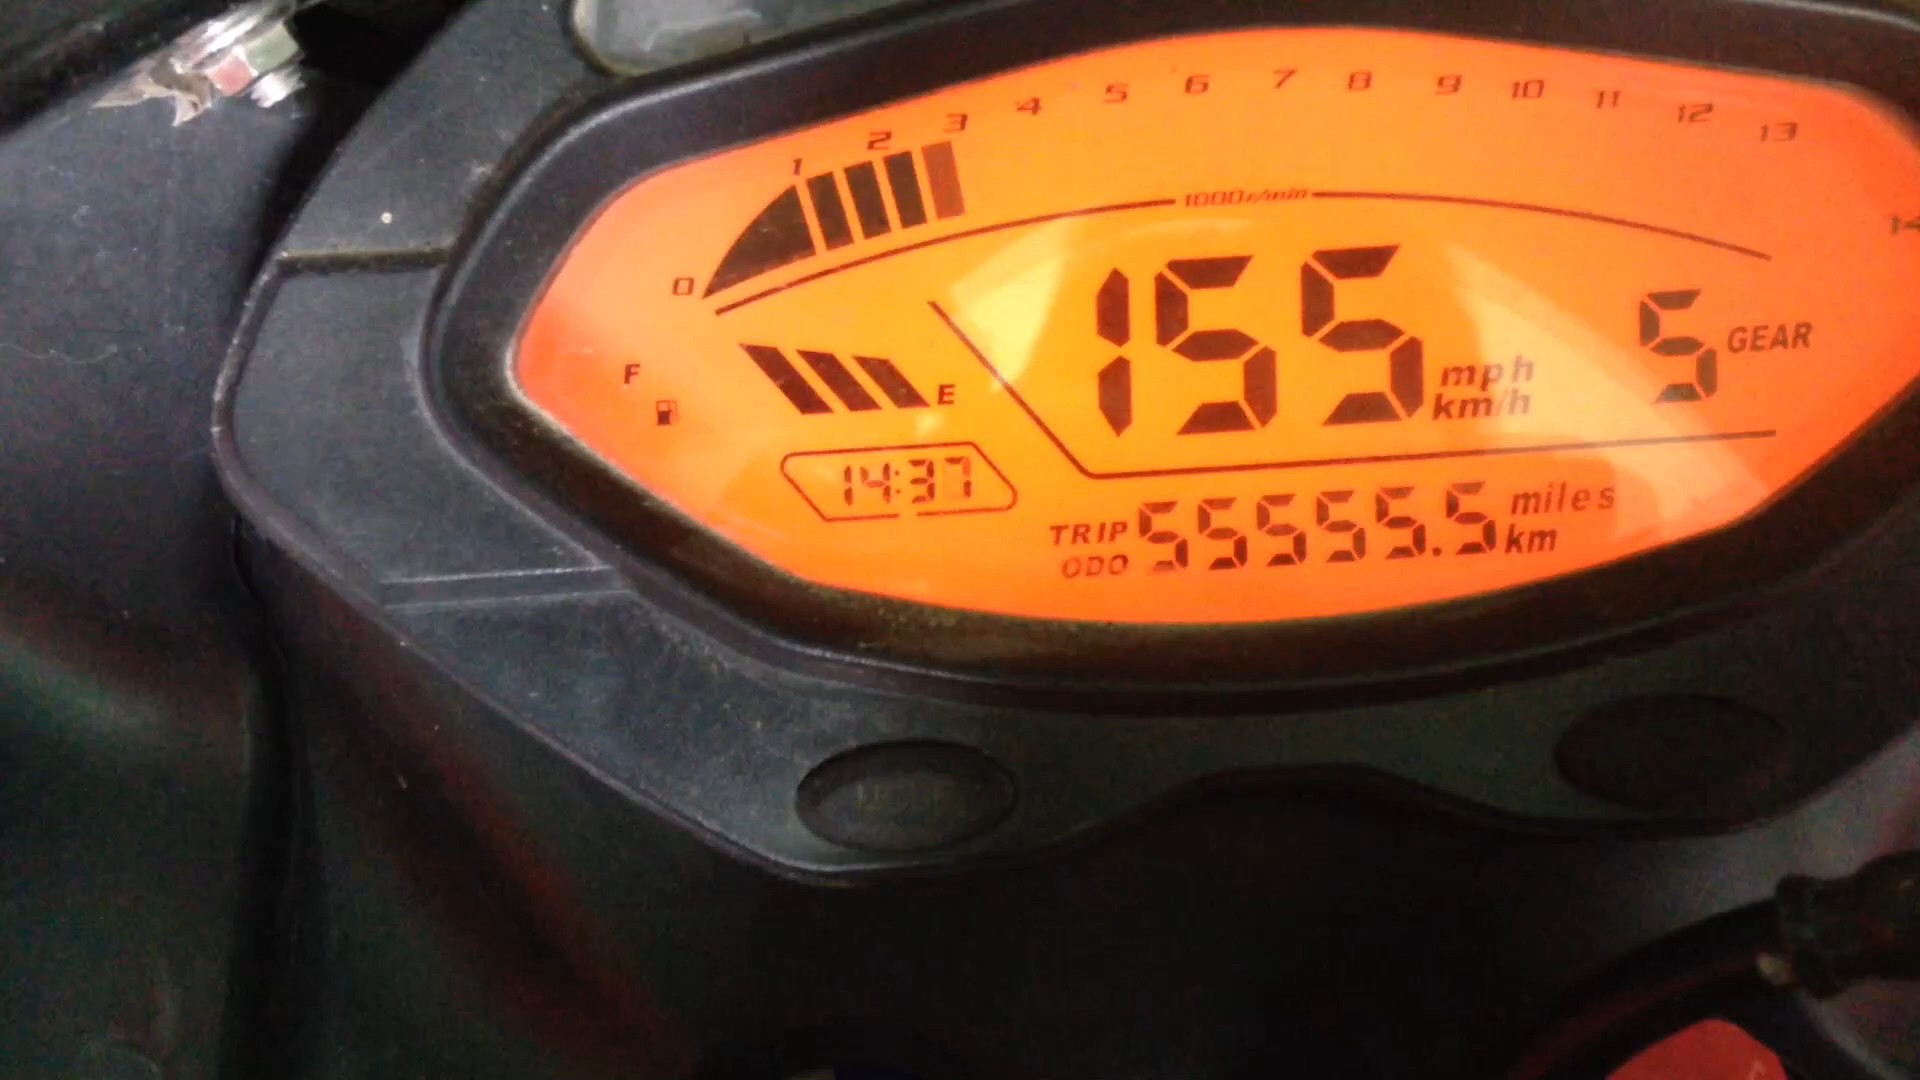 0 1 2 3 4 5 6 7 8 9 10 11 12 13 14
1000r/min
155 mph km/h
5 GEAR
F E
14:37
TRIP ODO 55555.5 miles km